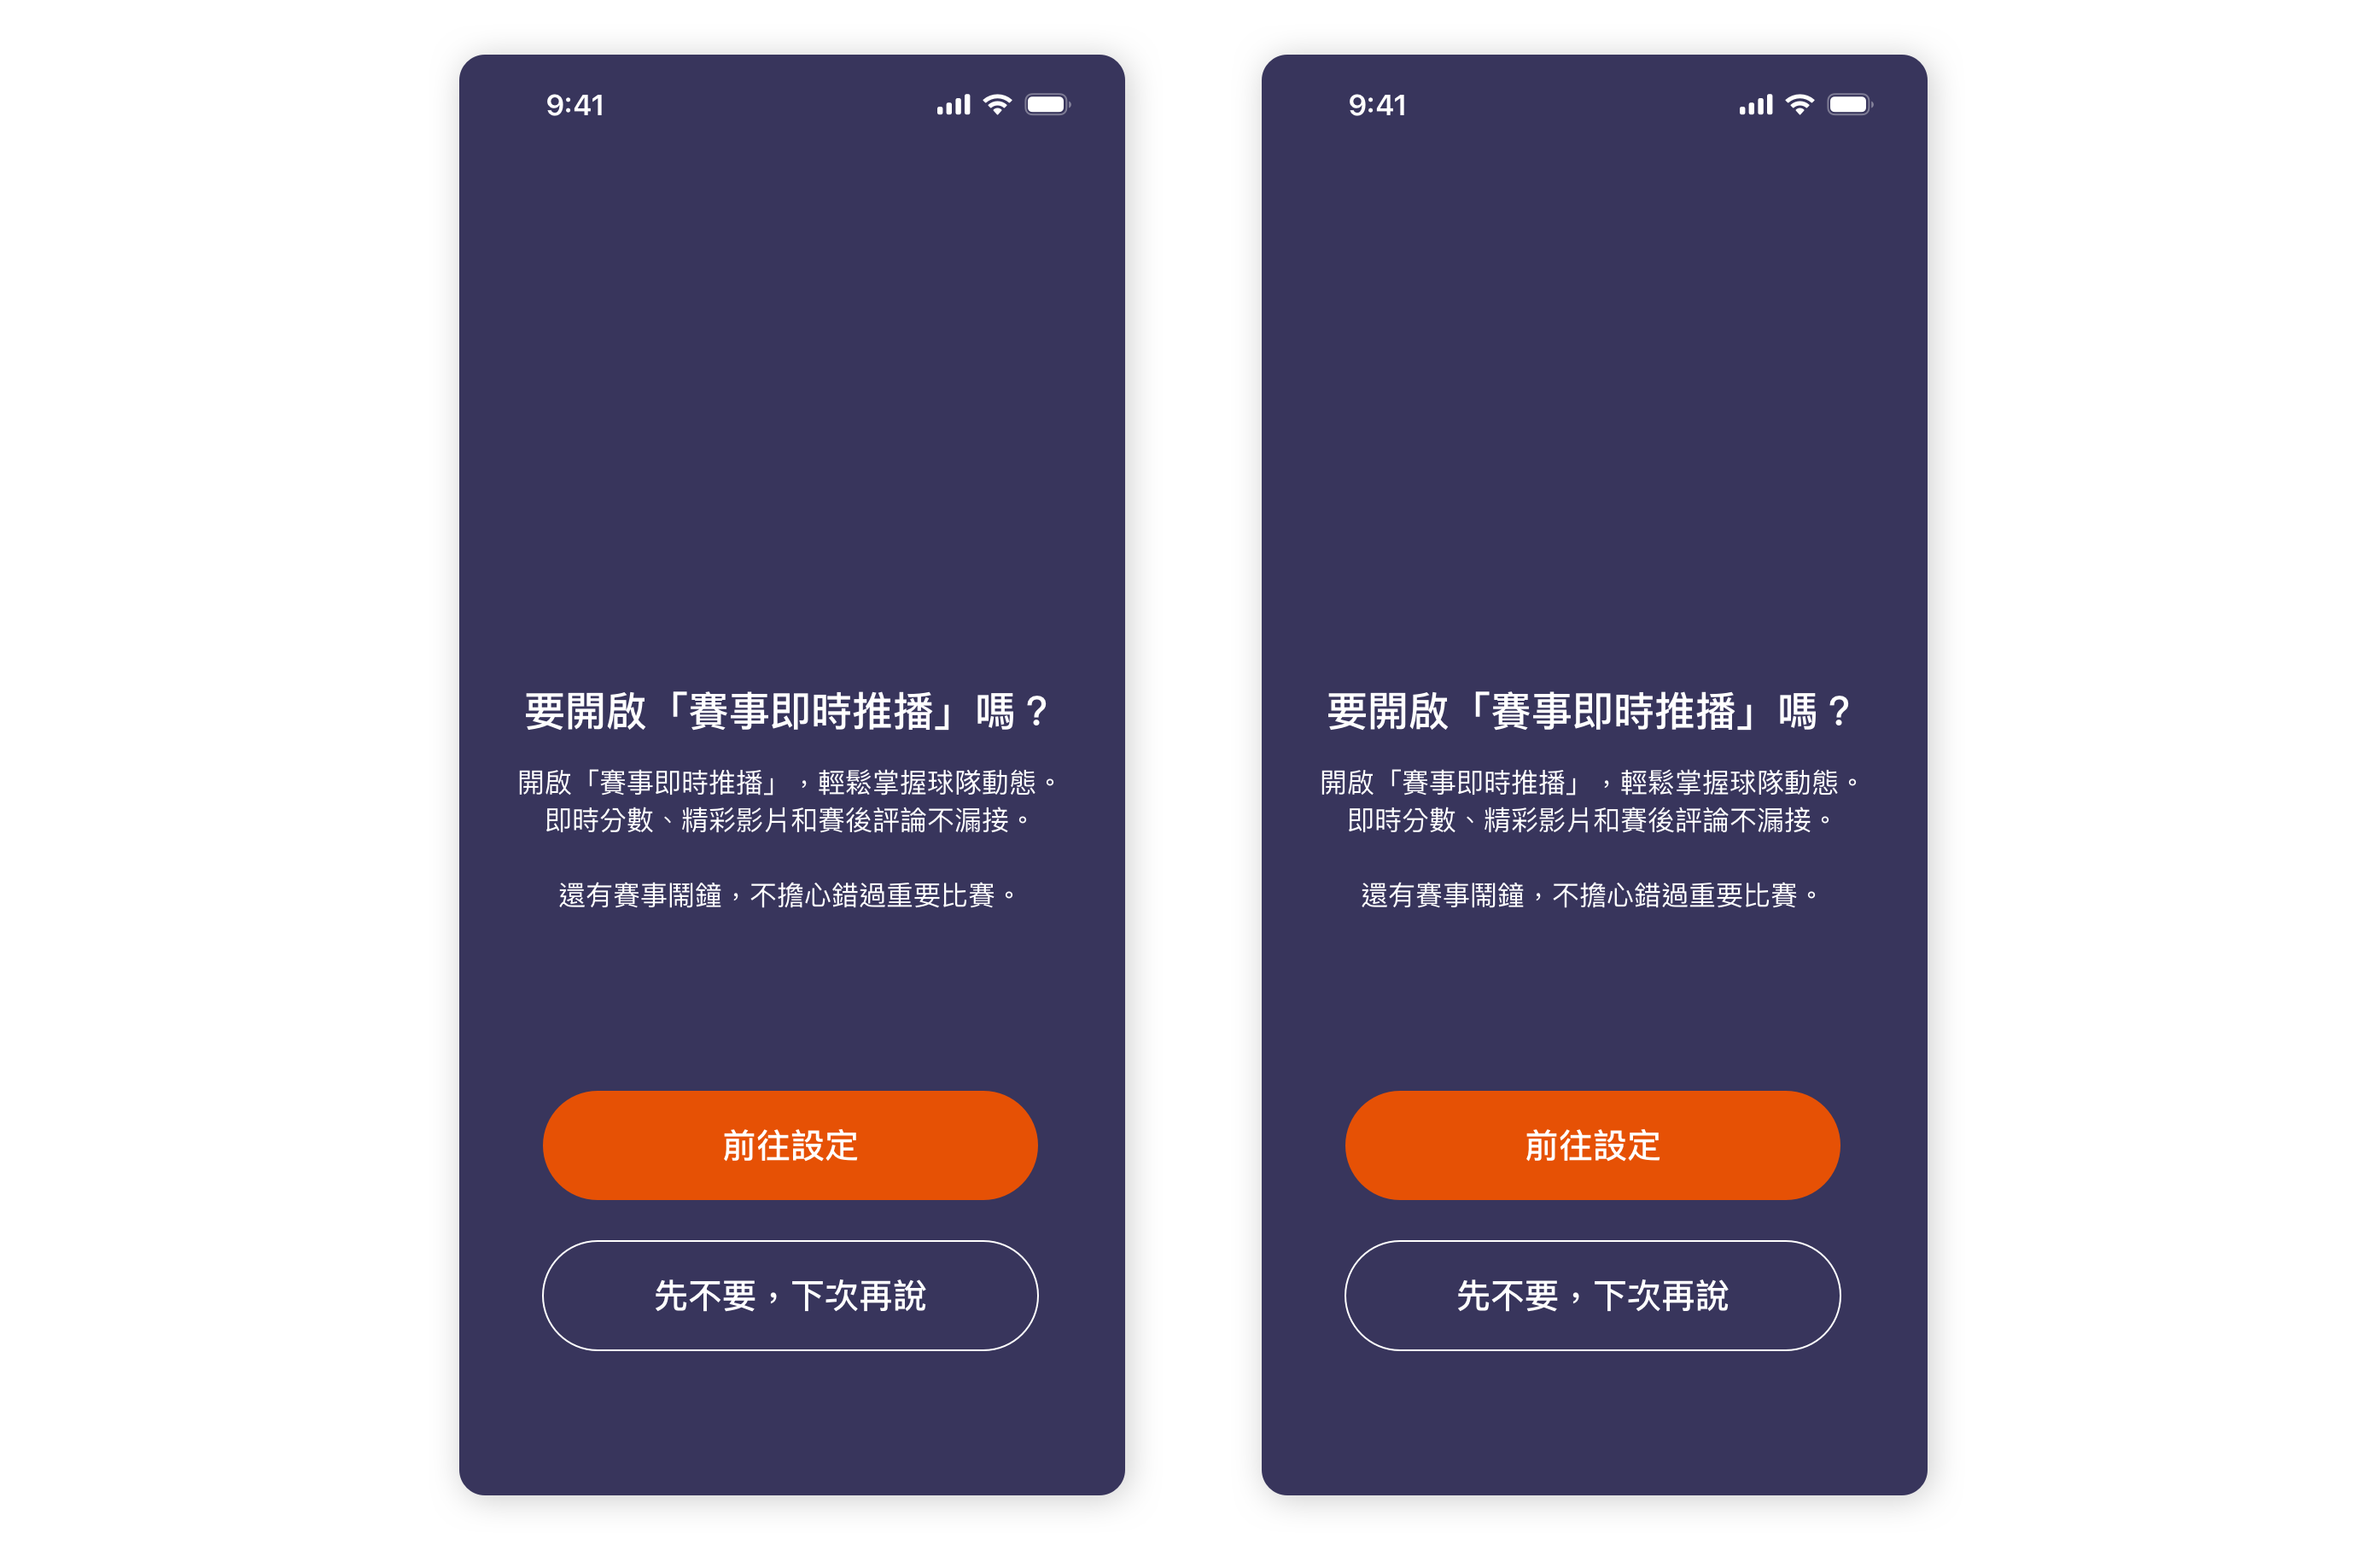 9:41
要開啟「賽事即時推播」嗎？
開啟「賽事即時推播」，輕鬆掌握球隊動態。
即時分數、精彩影片和賽後評論不漏接。
還有賽事鬧鐘，不擔心錯過重要比賽。
前往設定
先不要，下次再說
9:41
要開啟「賽事即時推播」嗎？
開啟「賽事即時推播」，輕鬆掌握球隊動態。
即時分數、精彩影片和賽後評論不漏接。
還有賽事鬧鐘，不擔心錯過重要比賽。
前往設定
先不要，下次再說